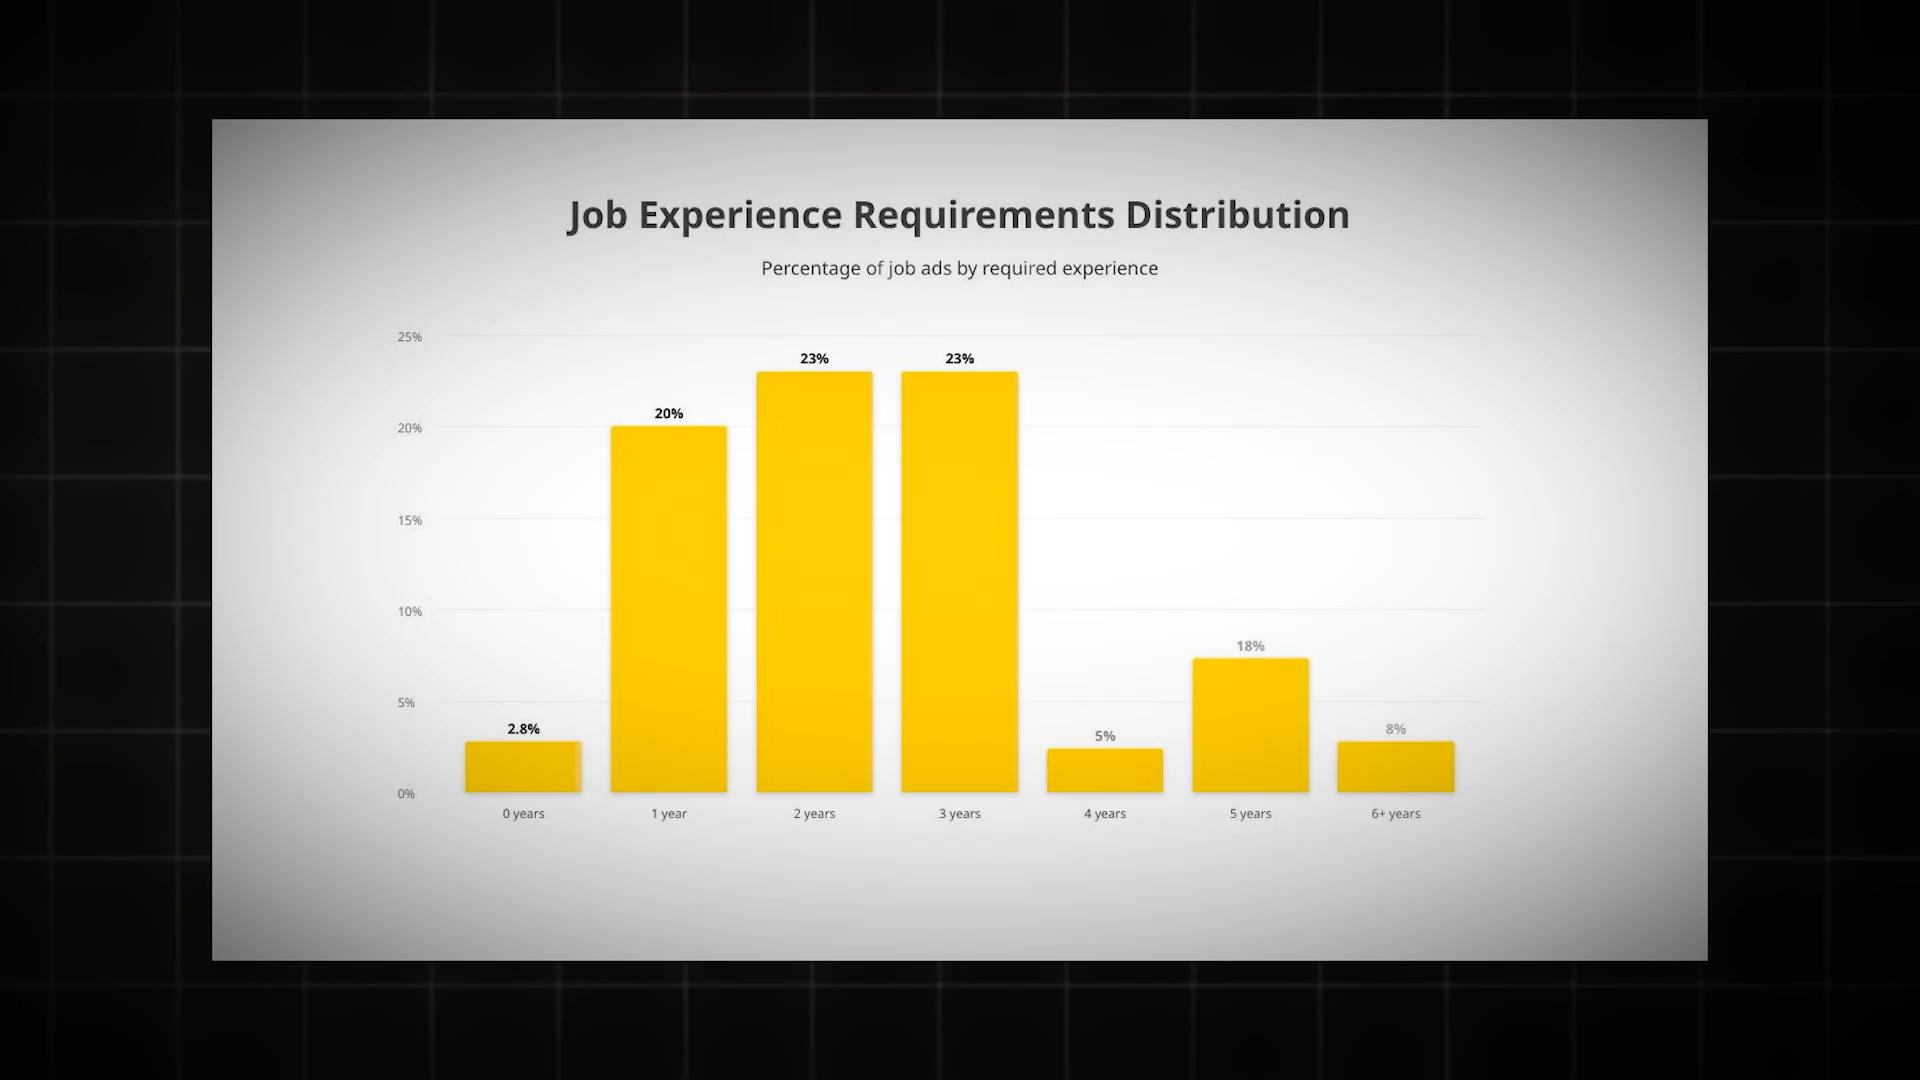 Job Experience Requirements Distribution
Percentage of job ads by required experience
25%
23%
23%
20%
20%
15%
10%
18%
5%
2.8%
5%
8%
0%
0 years
1 year
2 years
3 years
4 years
5 years
6+ years